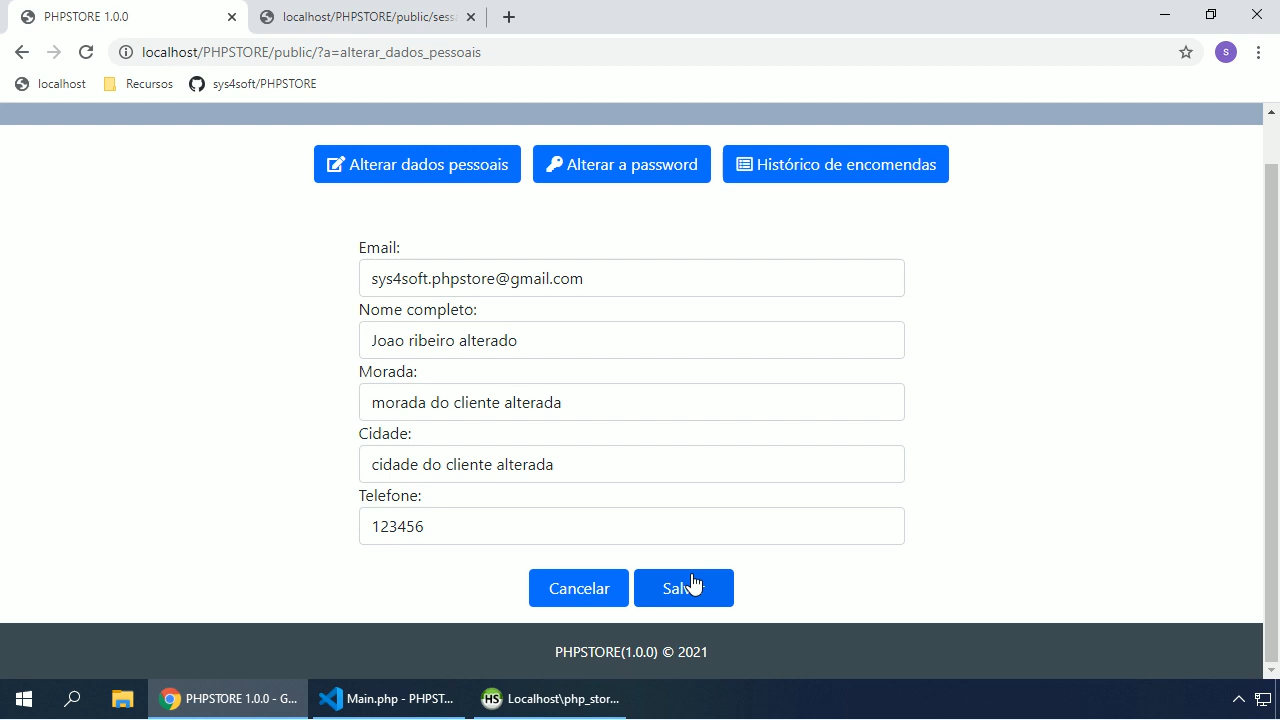 PHPSTORE 1.0.0
localhost/PHPSTORE/public/sess
localhost/PHPSTORE/public/?a=alterar_dados_pessoais
S
localhost
Recursos
sys4soft/PHPSTORE
Alterar dados pessoais
Alterar a password
Histórico de encomendas
Email:
sys4soft.phpstore@gmail.com
Nome completo:
Joao ribeiro alterado
Morada:
morada do cliente alterada
Cidade:
cidade do cliente alterada
Telefone:
123456
Cancelar
PHPSTORE(1.0.0) © 2021
PHPSTORE 1.0.0 - G...
Main.php - PHPST...
HS
Localhost\php_stor...